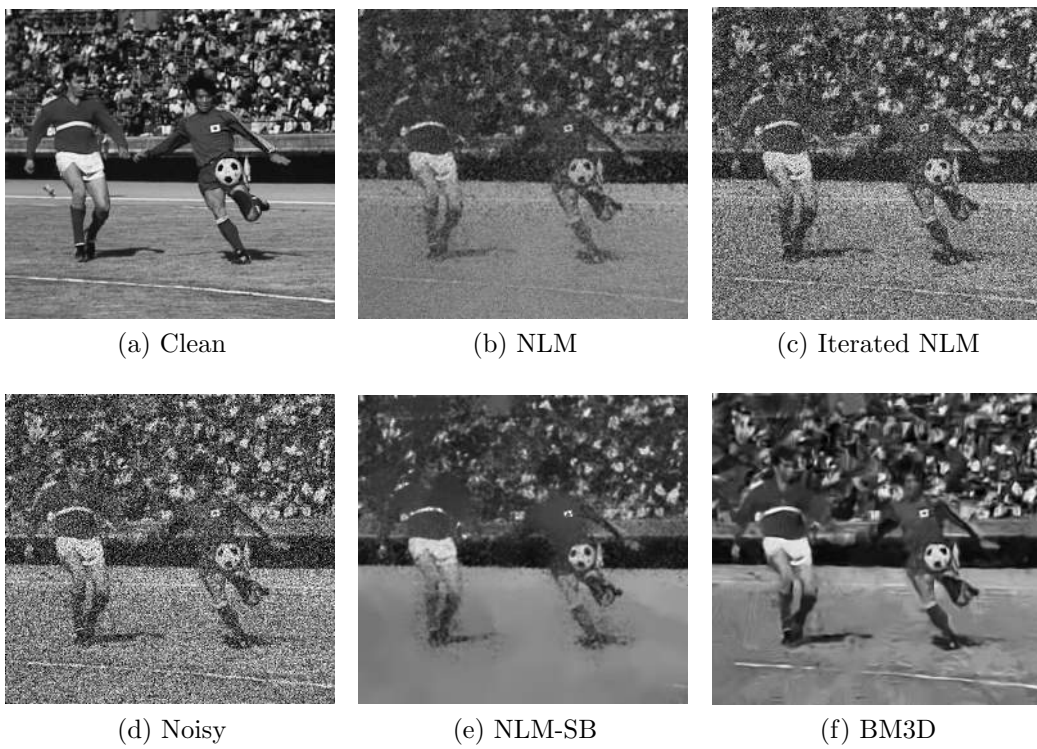 (a) Clean
(b) NLM
(c) Iterated NLM
(d) Noisy
(e) NLM-SB
(f) BM3D